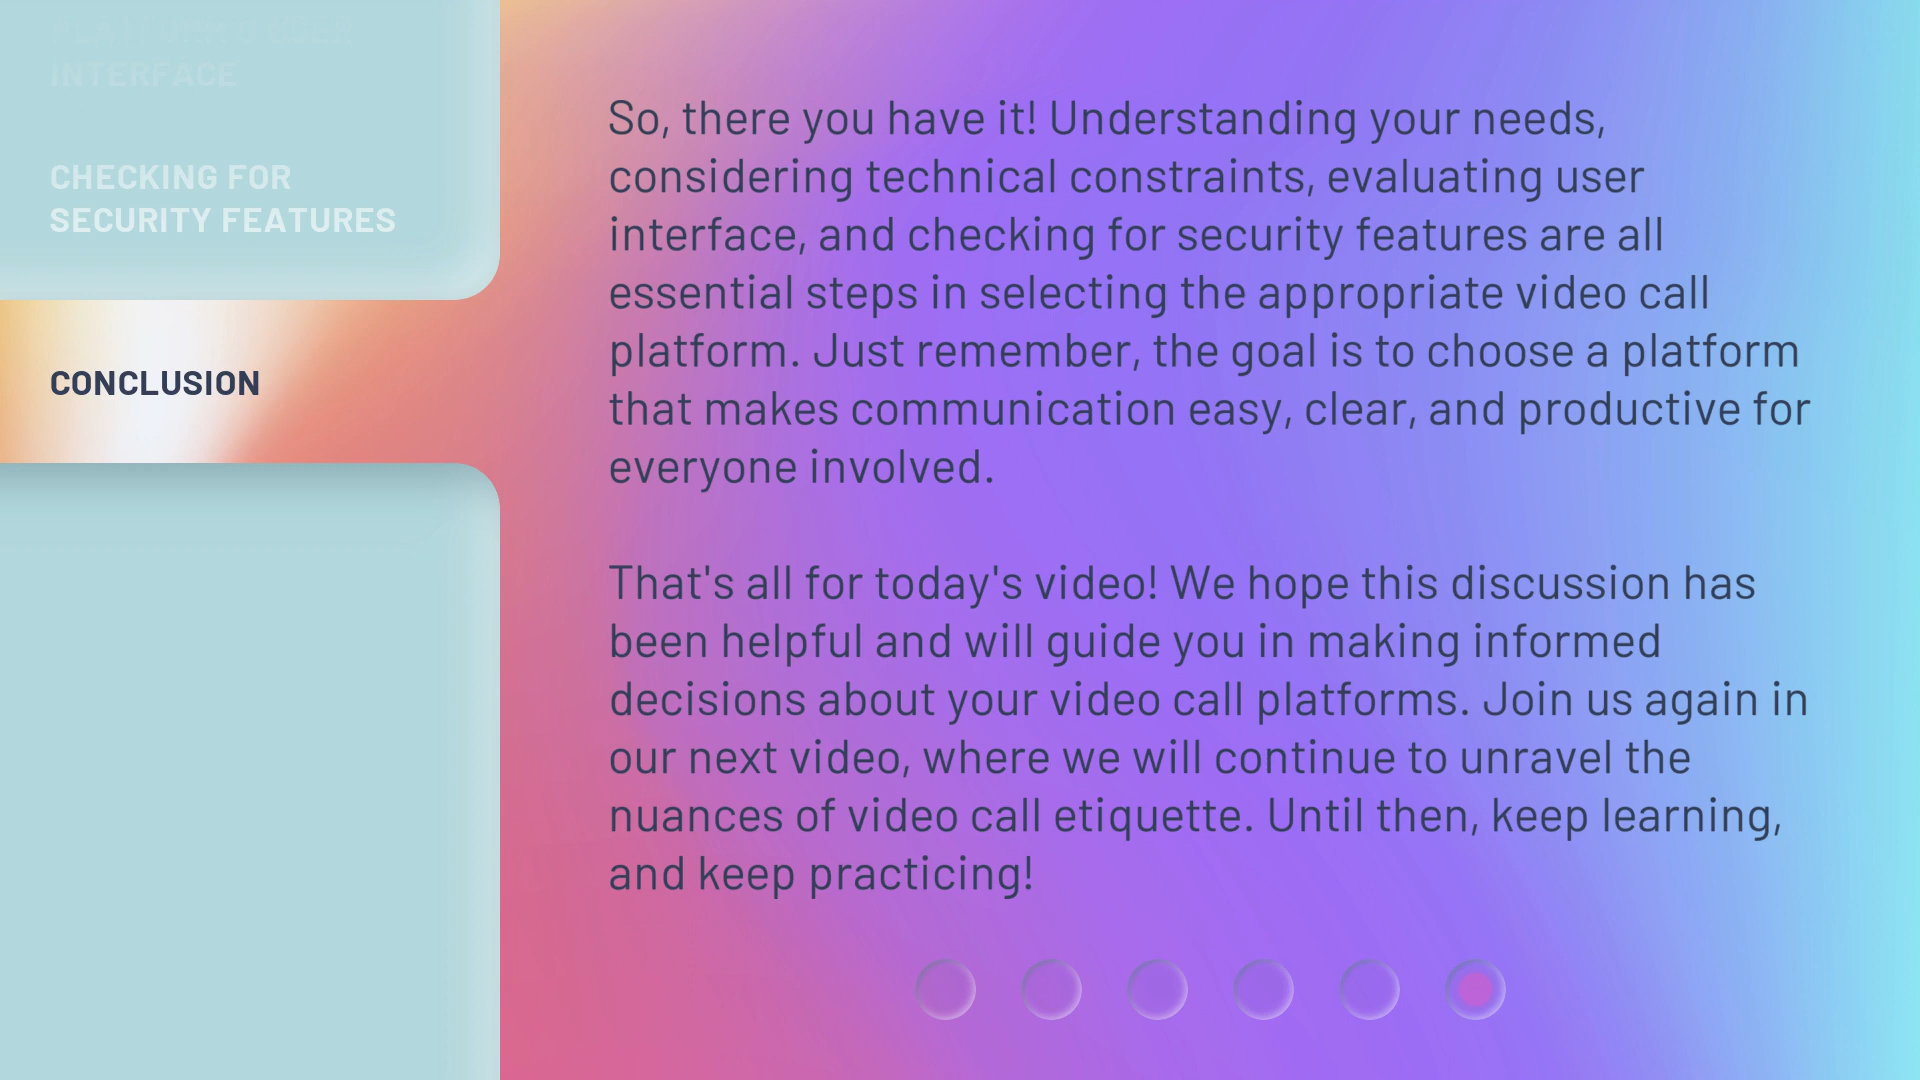 PLATFORM'S USER
INTERFACE
CHECKING FOR
SECURITY FEATURES
CONCLUSION
So, there you have it! Understanding your needs,
considering technical constraints, evaluating user
interface, and checking for security features are all
essential steps in selecting the appropriate video call
platform. Just remember, the goal is to choose a platform
that makes communication easy, clear, and productive for
everyone involved.
That's all for today's video! We hope this discussion has
been helpful and will guide you in making informed
decisions about your video call platforms. Join us again in
our next video, where we will continue to unravel the
nuances of video call etiquette. Until then, keep learning,
and keep practicing!